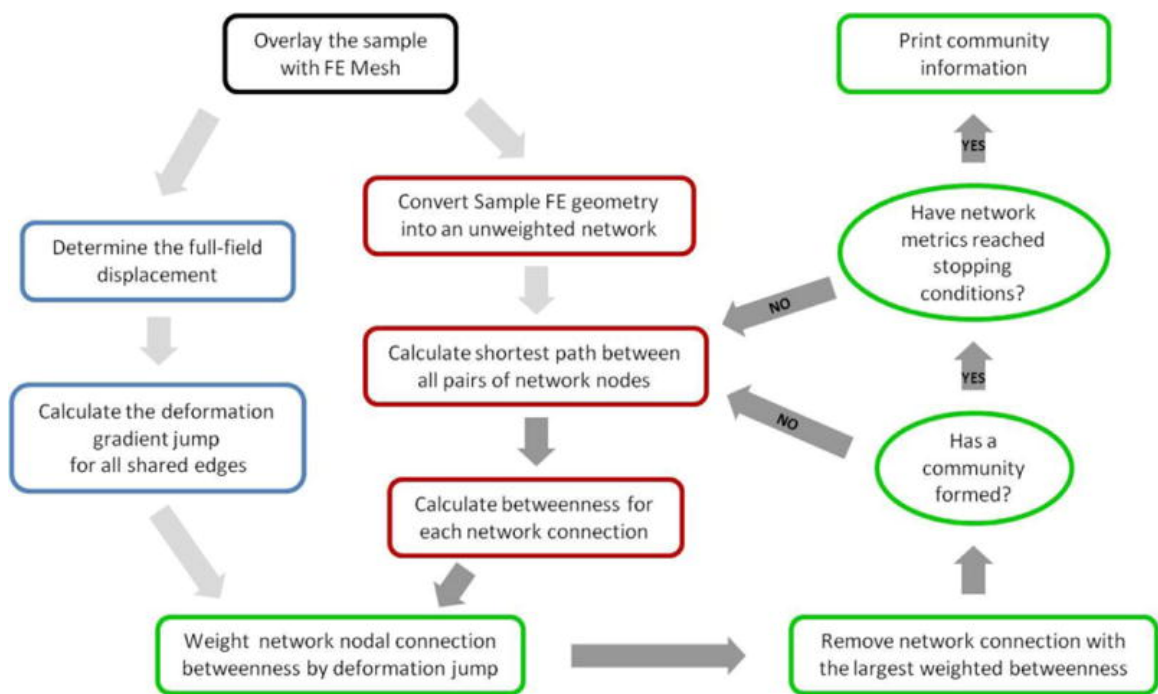 Overlay the sample
with FE Mesh
Print community
information
YES
Convert Sample FE geometry
into an unweighted network
Have network
metrics reached
stopping
conditions?
Determine the full-field
displacement
NO
Calculate shortest path between
all pairs of network nodes
YES
Calculate the deformation
gradient jump
for all shared edges
NO
Has a
community
formed?
Calculate betweenness for
each network connection
Weight network nodal connection
betweenness by deformation jump
Remove network connection with
the largest weighted betweenness